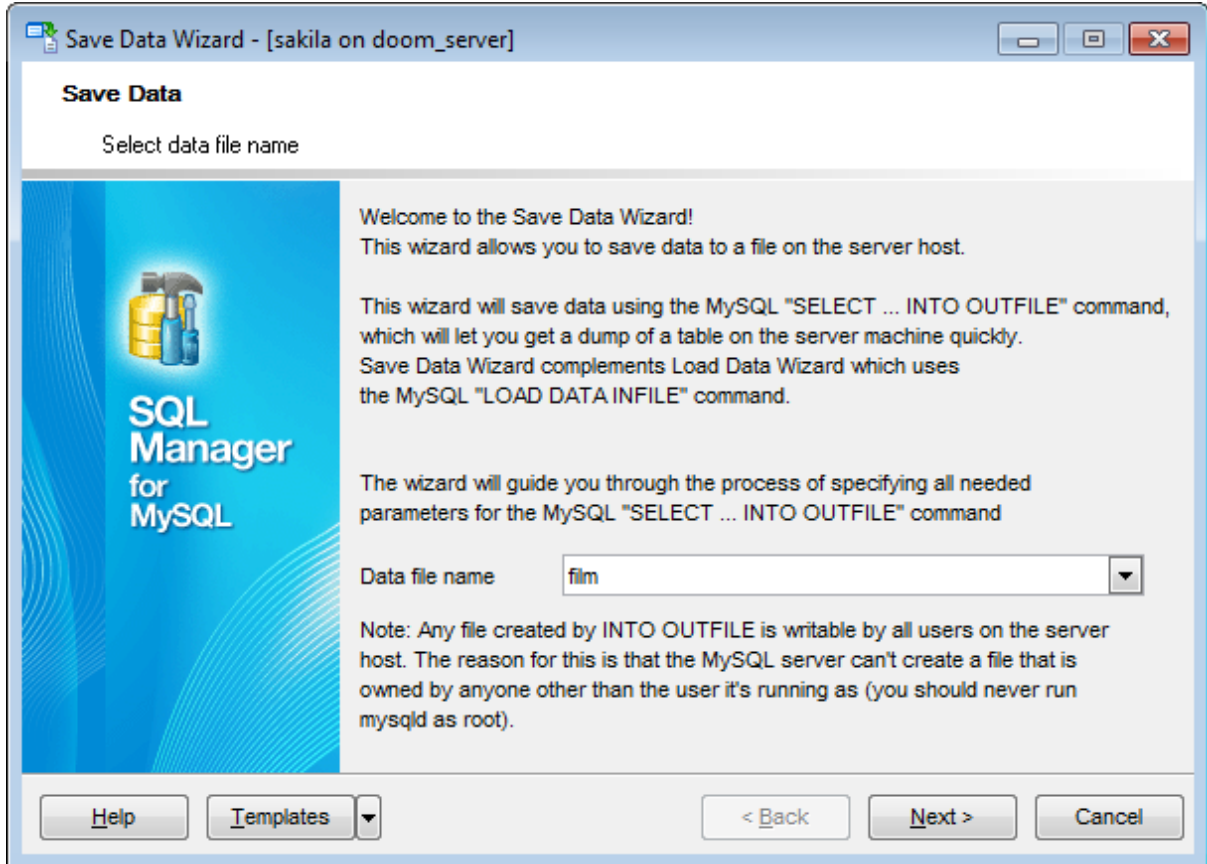 Save Data Wizard - [sakila on doom_server]
Save Data
Select data file name
SQL
Manager
for
MySQL
Welcome to the Save Data Wizard!
This wizard allows you to save data to a file on the server host.
This wizard will save data using the MySQL "SELECT ... INTO OUTFILE" command,
which will let you get a dump of a table on the server machine quickly.
Save Data Wizard complements Load Data Wizard which uses
the MySQL "LOAD DATA INFILE" command.
The wizard will guide you through the process of specifying all needed
parameters for the MySQL "SELECT ... INTO OUTFILE" command
Data file name film
Note: Any file created by INTO OUTFILE is writable by all users on the server
host. The reason for this is that the MySQL server can't create a file that is
owned by anyone other than the user it's running as (you should never run
mysqld as root).
Help Templates < Back Next > Cancel